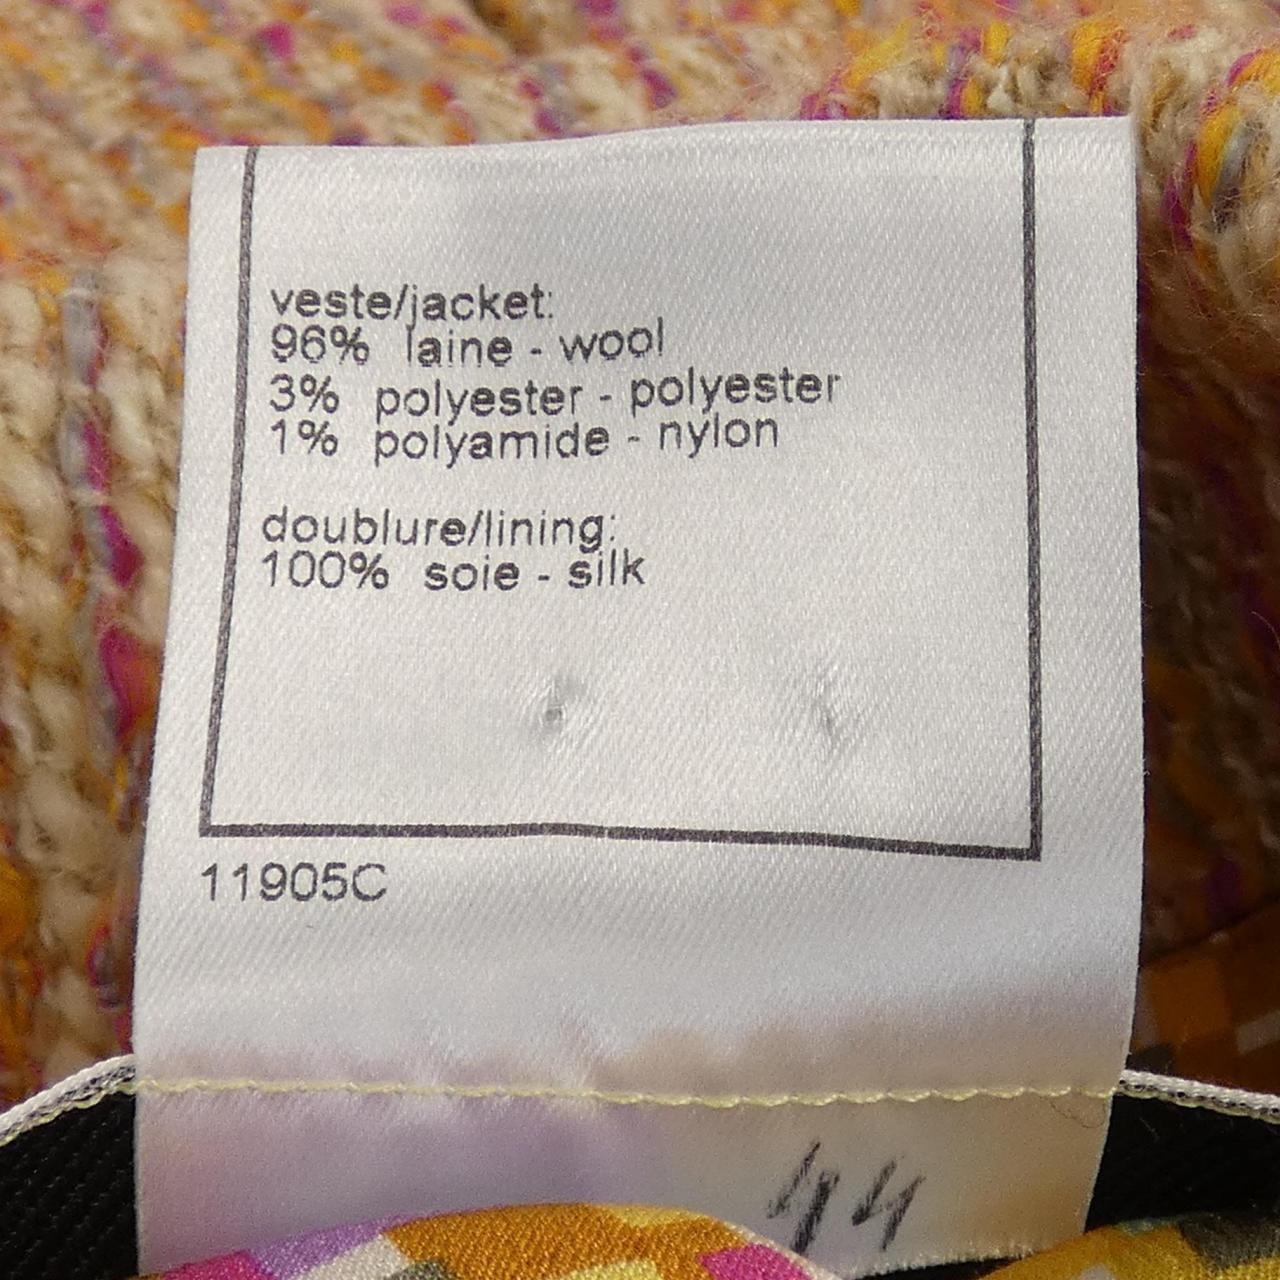 veste/jacket:
96% laine - wool
3% polyester - polyester
1% polyamide - nylon
doublure/lining:
100% soie - silk
11905C
44